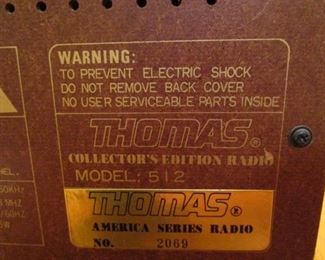 WARNING:
TO PREVENT ELECTRIC SHOCK
DO NOT REMOVE BACK COVER
NO USER SERVICEABLE PARTS INSIDE
THOMAS®
COLLECTOR'S EDITION RADIO
MODEL: 512
THOMAS®
AMERICA SERIES RADIO
NO. 2069